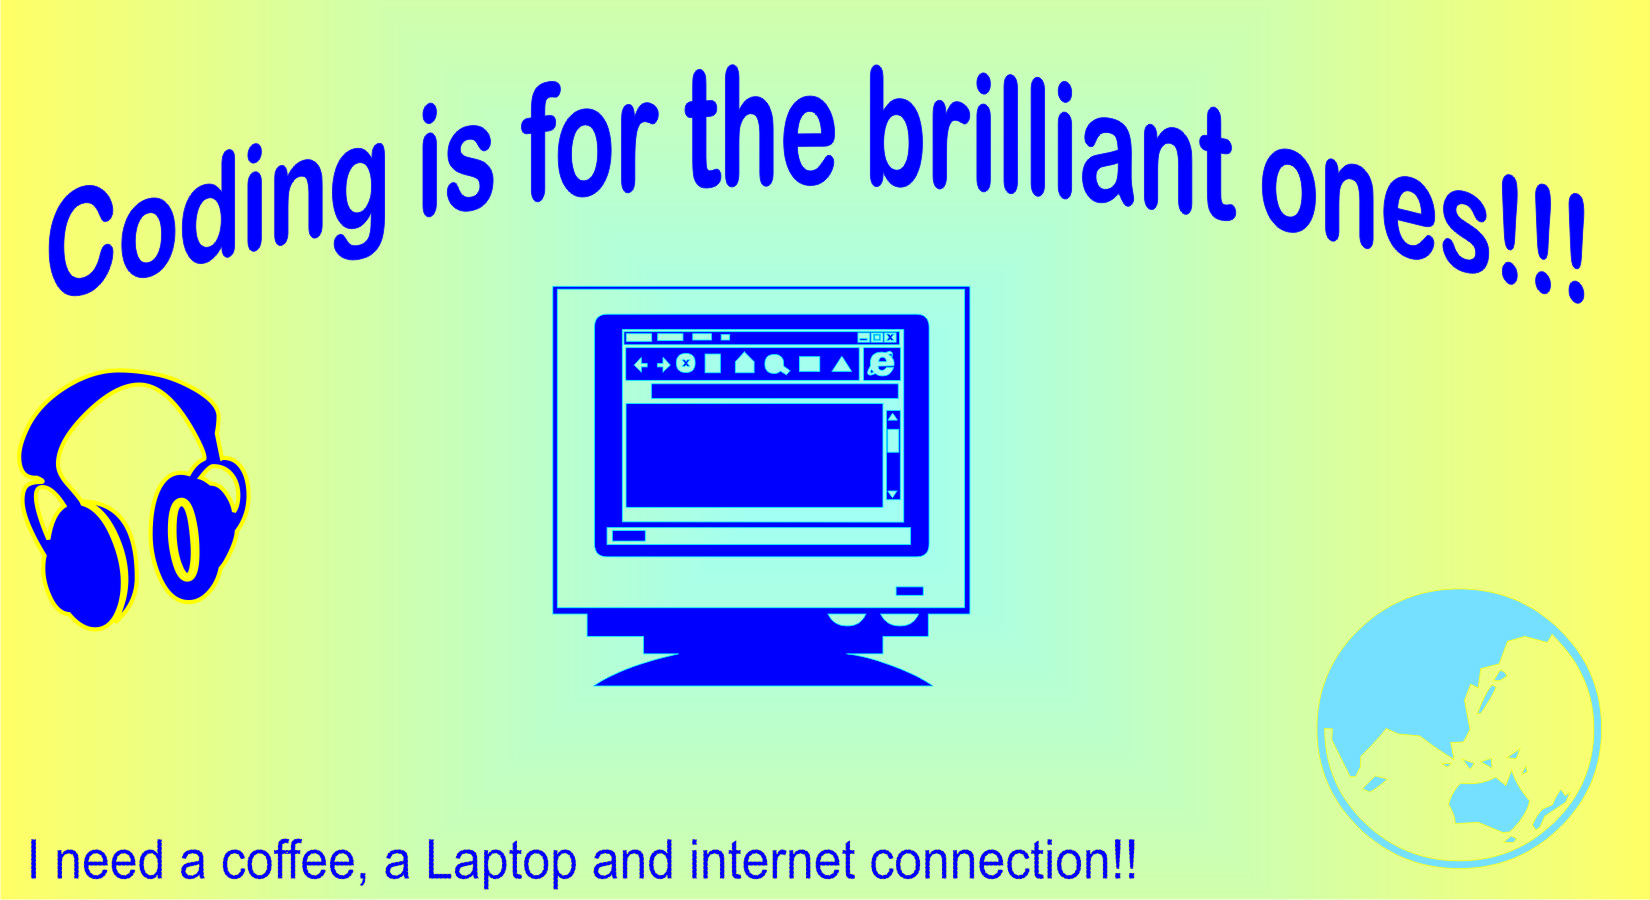 Coding is for the brilliant ones!!!
I need a coffee, a Laptop and internet connection!!